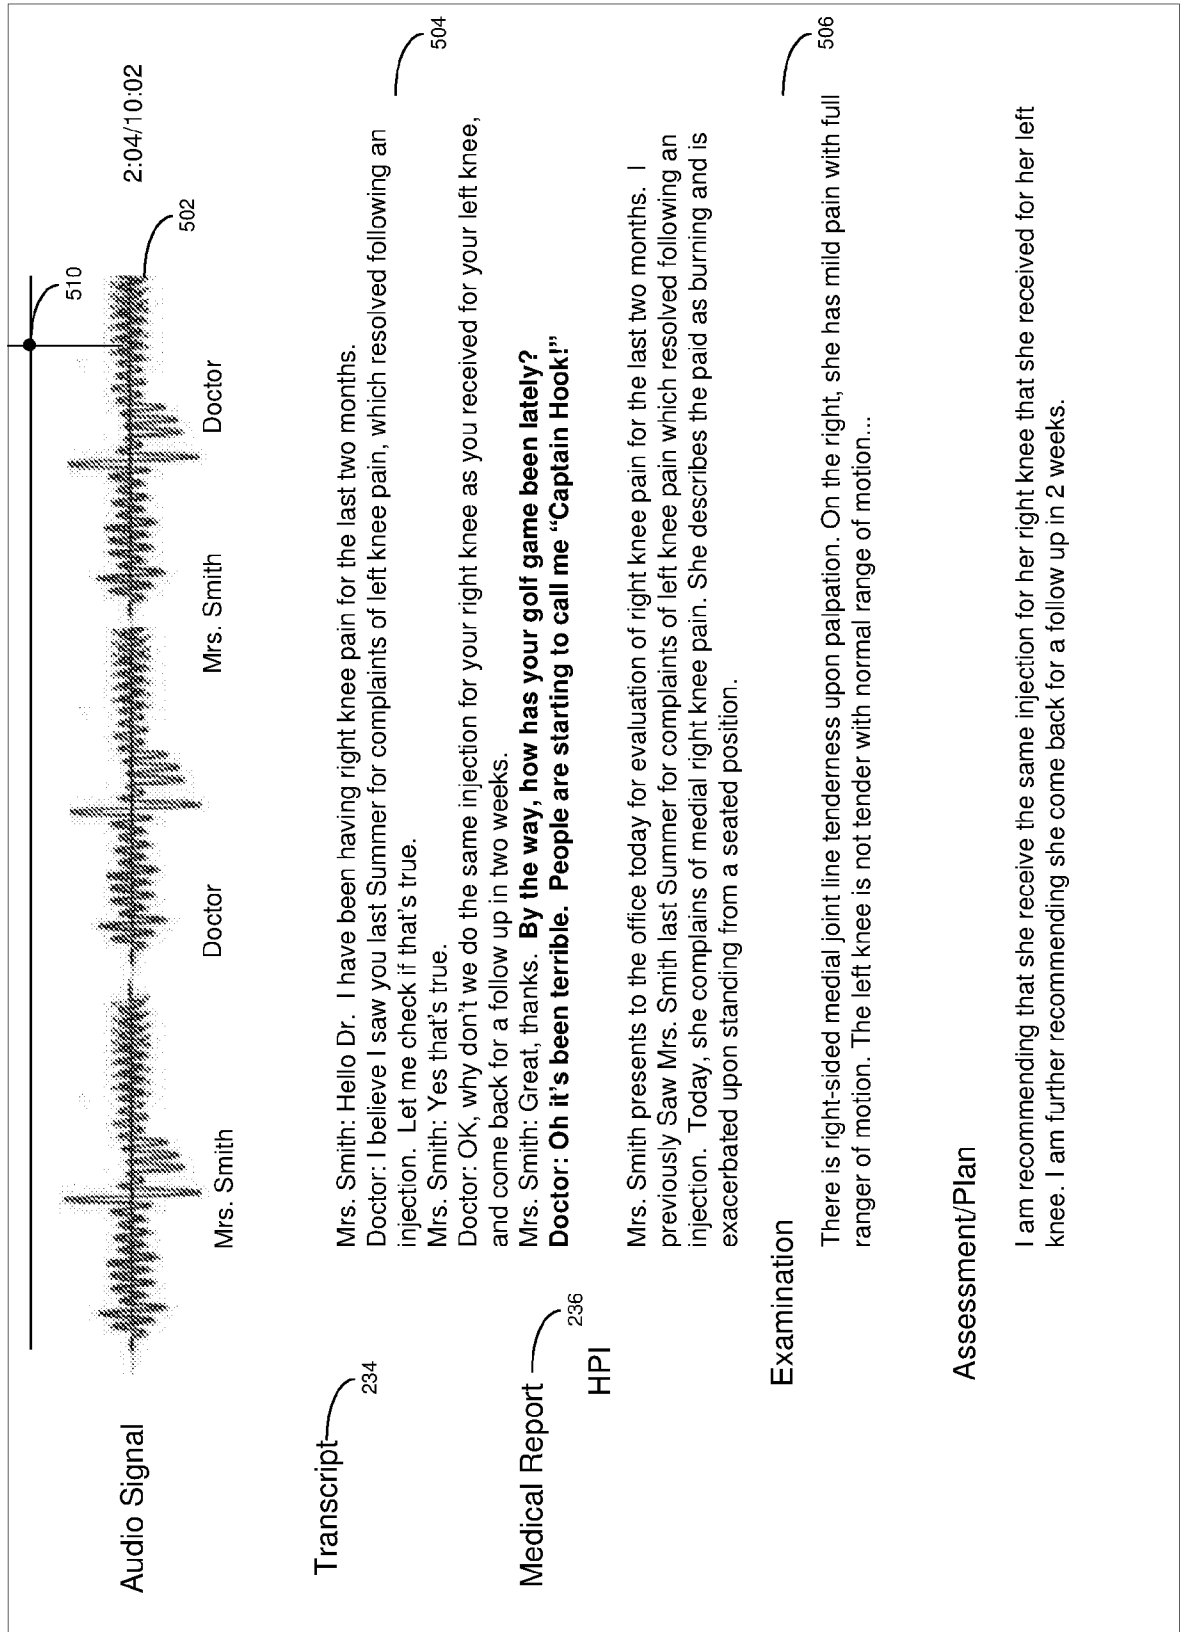 510
2:04/10:02
Audio Signal
502
Mrs. Smith
Doctor
Mrs. Smith
Doctor
Transcript
234
504
Mrs. Smith: Hello Dr.  I have been having right knee pain for the last two months.
Doctor: I believe I saw you last Summer for complaints of left knee pain, which resolved following an
injection.  Let me check if that's true.
Mrs. Smith: Yes that's true.
Doctor: OK, why don't we do the same injection for your right knee as you received for your left knee,
and come back for a follow up in two weeks.
Mrs. Smith: Great, thanks.  By the way, how has your golf game been lately?
Doctor: Oh it's been terrible.  People are starting to call me “Captain Hook!”
Medical Report
236
HPI
Mrs. Smith presents to the office today for evaluation of right knee pain for the last two months.  I
previously Saw Mrs. Smith last Summer for complaints of left knee pain which resolved following an
injection.  Today, she complains of medial right knee pain. She describes the paid as burning and is
exacerbated upon standing from a seated position.
Examination
506
There is right-sided medial joint line tenderness upon palpation. On the right, she has mild pain with full
ranger of motion. The left knee is not tender with normal range of motion...
Assessment/Plan
I am recommending that she receive the same injection for her right knee that she received for her left
knee. I am further recommending she come back for a follow up in 2 weeks.